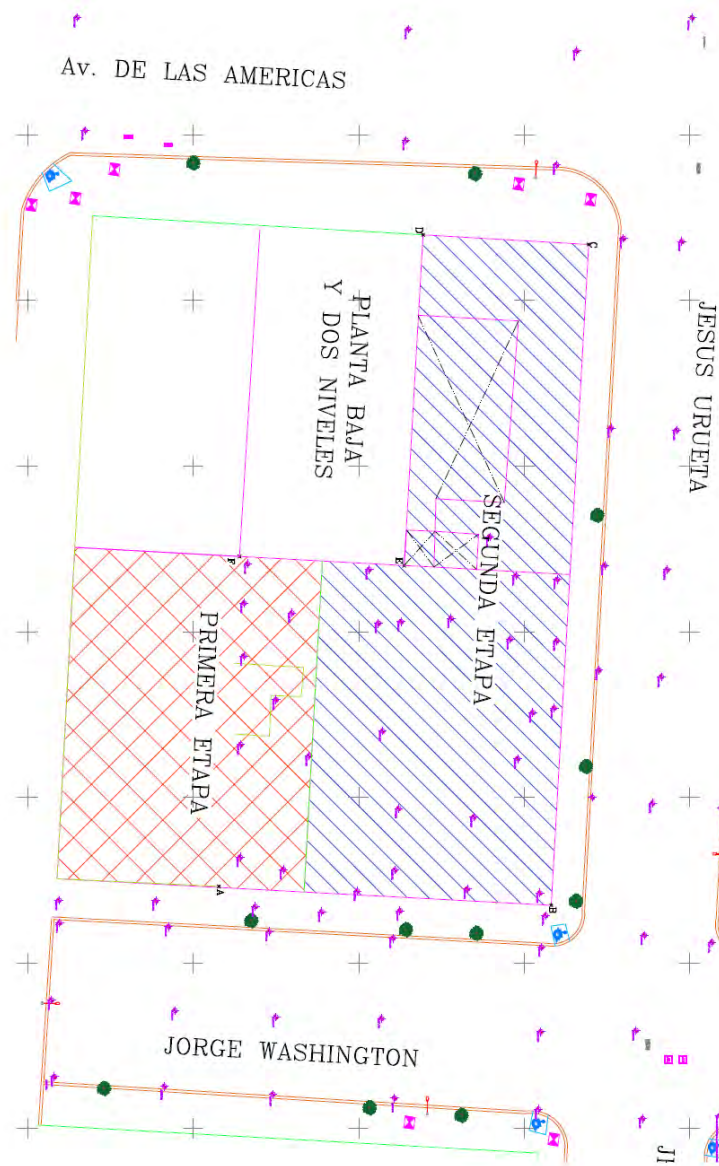 Av. DE LAS AMERICAS
JESUS URUETA
D
C
PLANTA BAJA
Y DOS NIVELES
SEGUNDA ETAPA
E
F
PRIMERA ETAPA
A
B
JORGE WASHINGTON